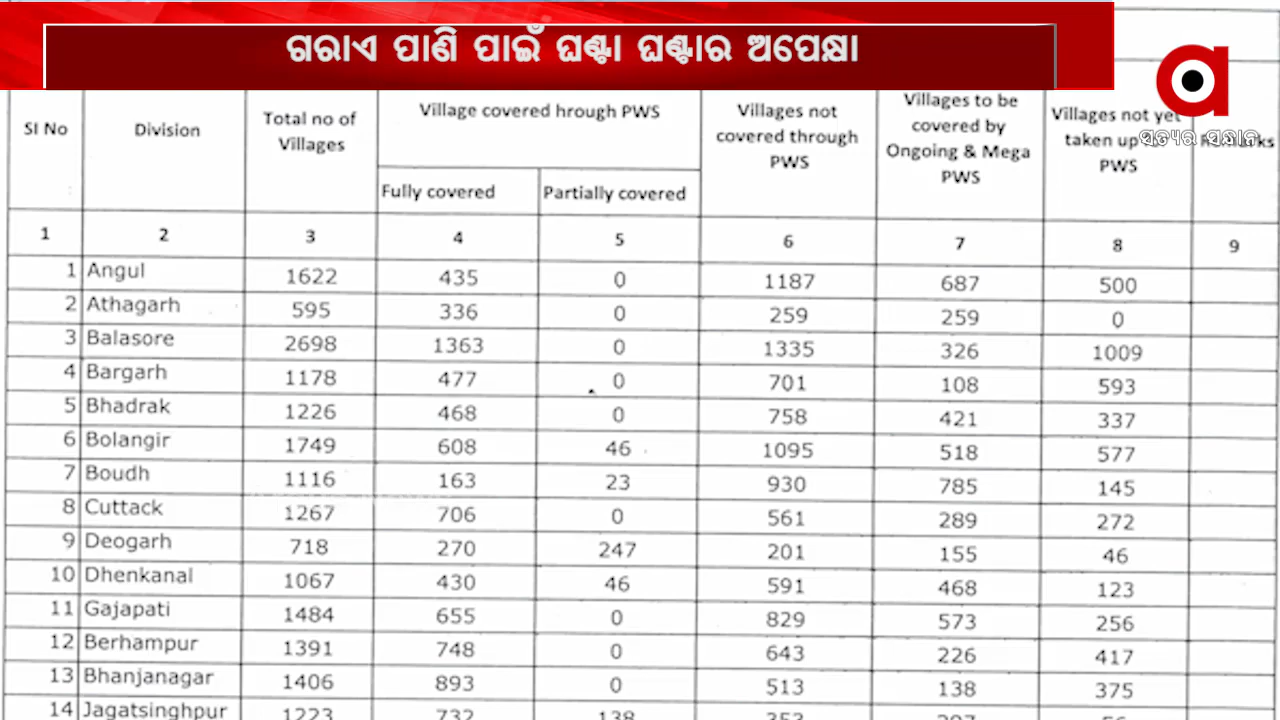 ଗରାଏ ପାଣି ପାଇଁ ଘଣ୍ଟା ଘଣ୍ଟାର ଅପେକ୍ଷା
SI No Division Total no of Villages Village covered hrough PWS Villages not covered through PWS Villages to be covered by Ongoing & Mega PWS Villages not yet taken up PWS
Fully covered Partially covered
1 2 3 4 5 6 7 8 9
1 Angul 1622 435 0 1187 687 500
2 Athagarh 595 336 0 259 259 0
3 Balasore 2698 1363 0 1335 326 1009
4 Bargarh 1178 477 0 701 108 593
5 Bhadrak 1226 468 0 758 421 337
6 Bolangir 1749 608 46 1095 518 577
7 Boudh 1116 163 23 930 785 145
8 Cuttack 1267 706 0 561 289 272
9 Deogarh 718 270 247 201 155 46
10 Dhenkanal 1067 430 46 591 468 123
11 Gajapati 1484 655 0 829 573 256
12 Berhampur 1391 748 0 643 226 417
13 Bhanjanagar 1406 893 0 513 138 375
14 Jagatsinghpur 1223 732 138